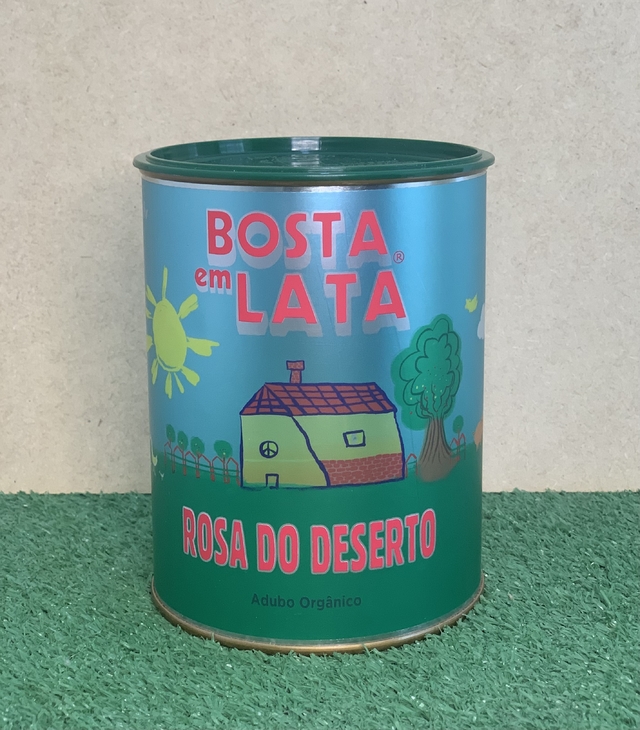 BOSTA
em LATA®
ROSA DO DESERTO
Adubo Orgânico